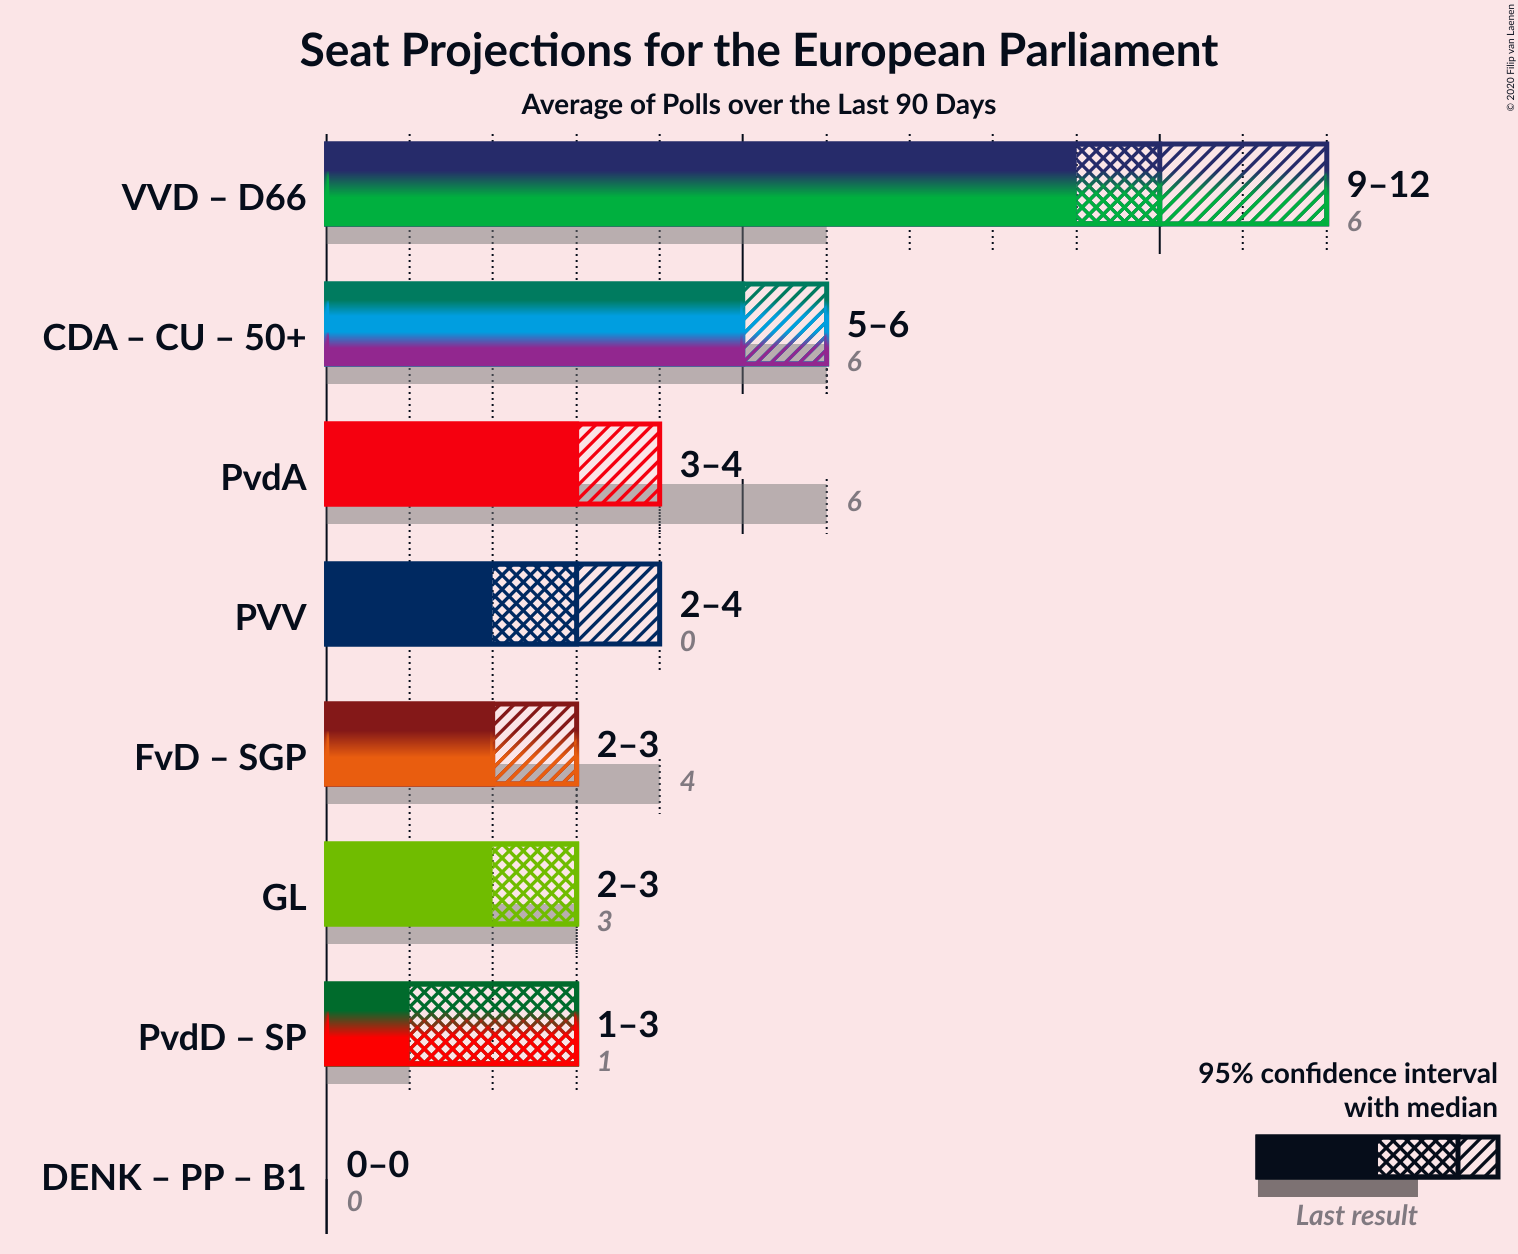 Seat Projections for the European Parliament
Average of Polls over the Last 90 Days
© 2020 Filip van Laenen
VVD – D66
9–12
6
CDA – CU – 50+
5–6
6
PvdA
3–4
6
PVV
2–4
0
FvD – SGP
2–3
4
GL
2–3
3
PvdD – SP
1–3
1
DENK – PP – B1
0–0
0
95% confidence interval
with median
Last result